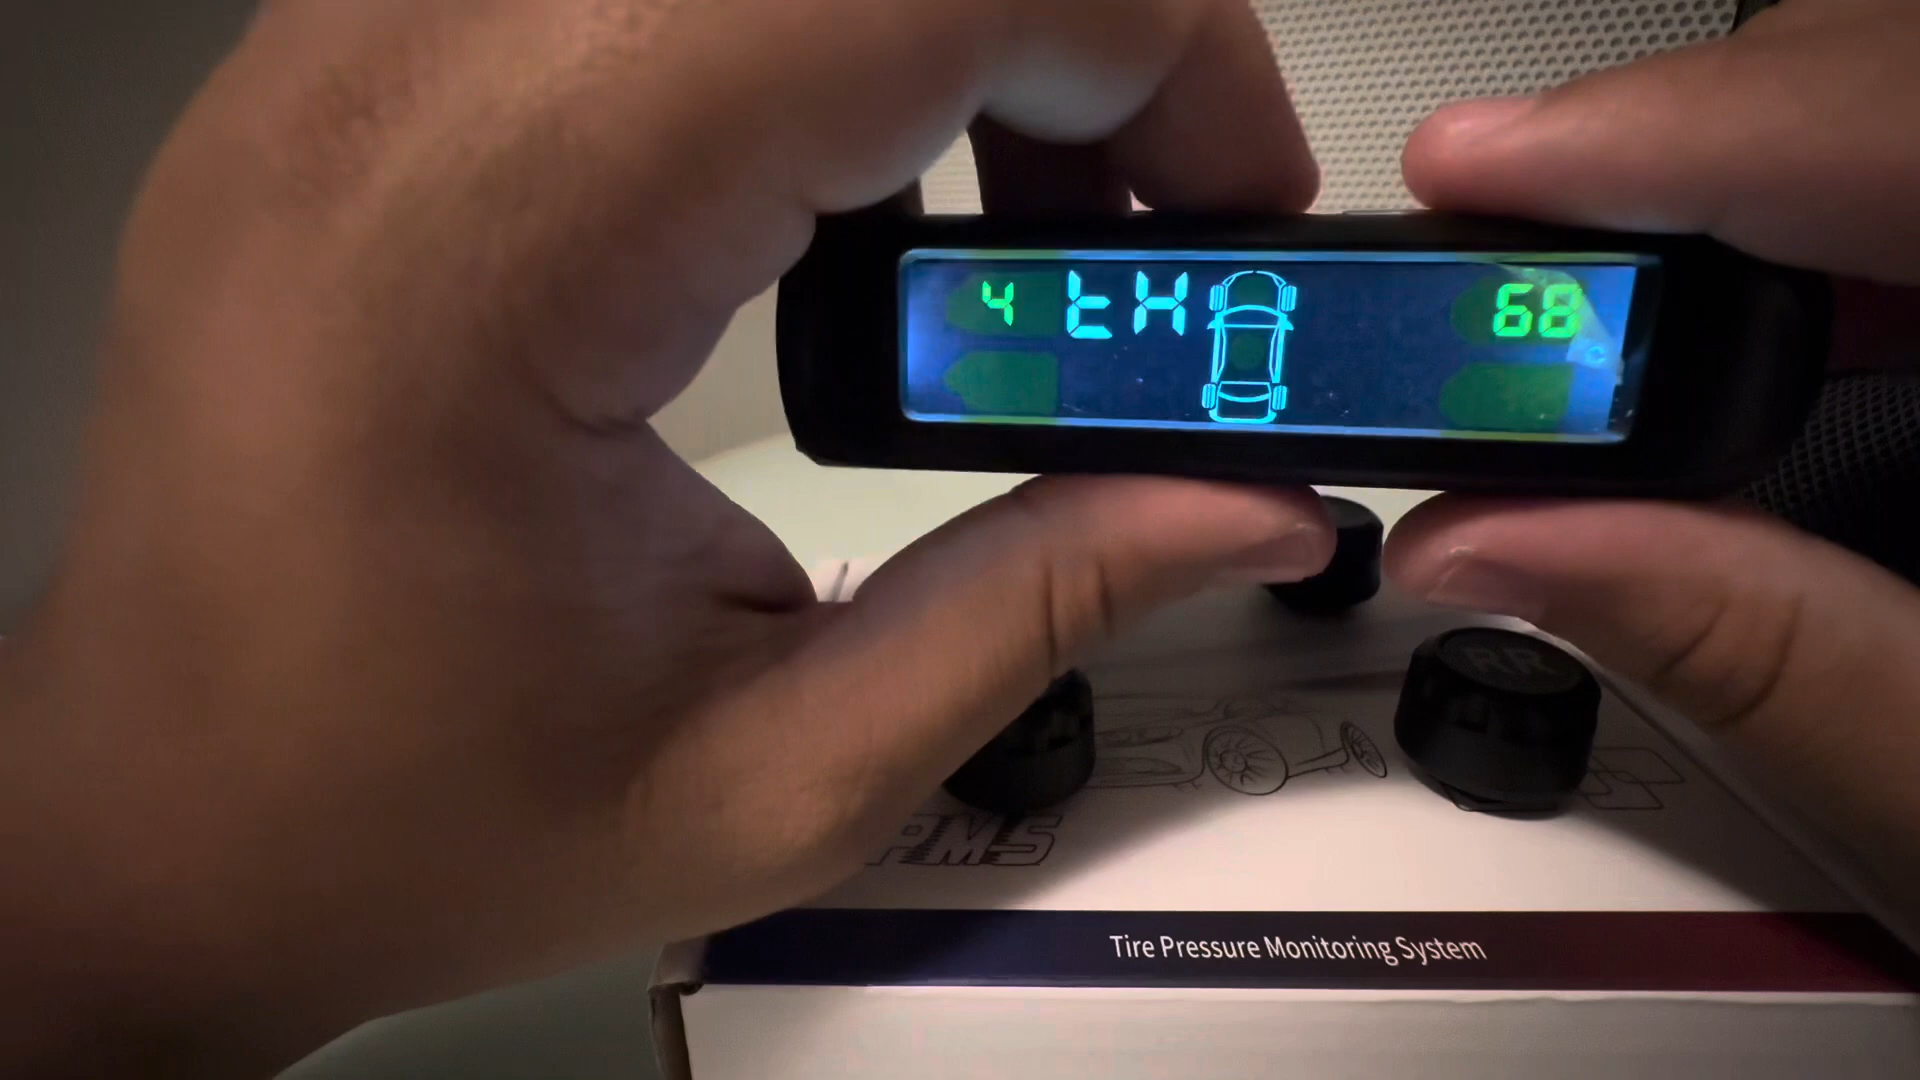 4 tH 68
°C
RR
PMS
Tire Pressure Monitoring System